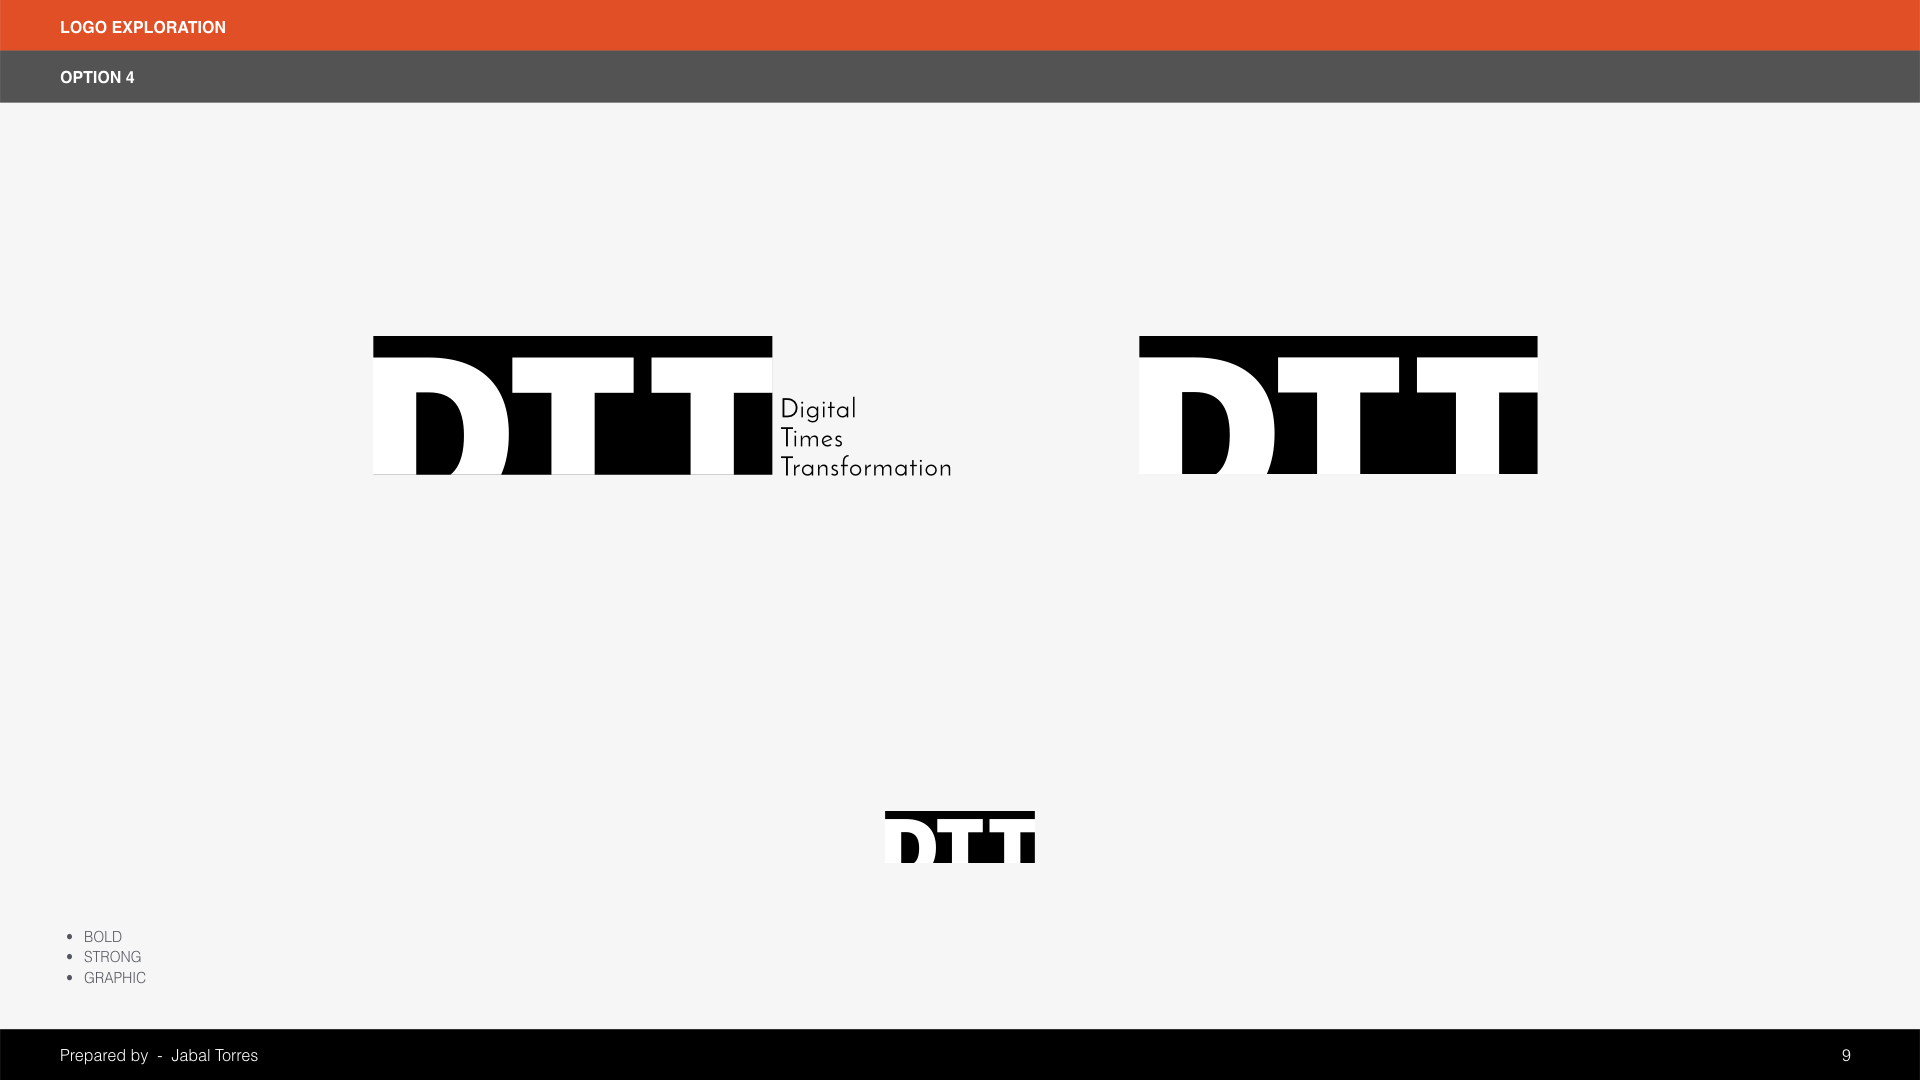 LOGO EXPLORATION
OPTION 4
DTT
Digital
Times
Transformation
DTT
DTT
• BOLD
• STRONG
• GRAPHIC
Prepared by - Jabal Torres
9